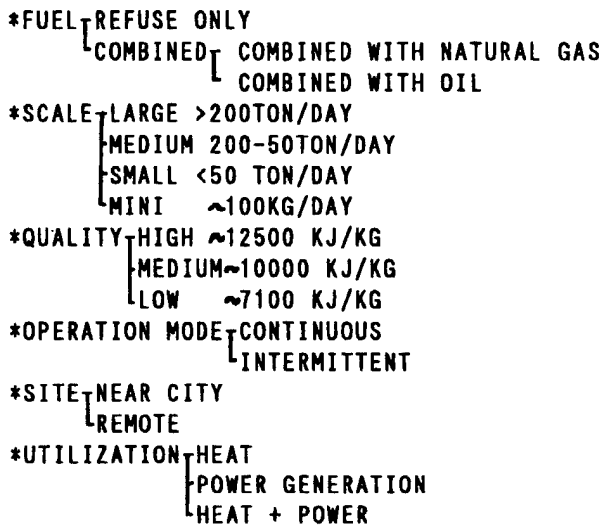 *FUEL REFUSE ONLY
COMBINED COMBINED WITH NATURAL GAS
COMBINED WITH OIL
*SCALE LARGE >200TON/DAY
MEDIUM 200-50TON/DAY
SMALL <50 TON/DAY
MINI ~100KG/DAY
*QUALITY HIGH ~12500 KJ/KG
MEDIUM~10000 KJ/KG
LOW ~7100 KJ/KG
*OPERATION MODE CONTINUOUS
INTERMITTENT
*SITE NEAR CITY
REMOTE
*UTILIZATION HEAT
POWER GENERATION
HEAT + POWER